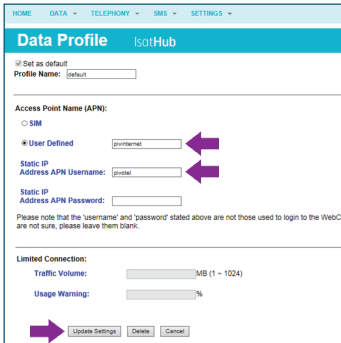 HOME DATA TELEPHONY SMS SETTINGS
Data Profile IsatHub
Set as default
Profile Name: default
Access Point Name (APN):
SIM
User Defined pivinternet
Static IP
Address APN Username: pivotel
Static IP
Address APN Password:
Please note that the 'username' and 'password' stated above are not those used to login to the WebC
are not sure, please leave them blank.
Limited Connection:
Traffic Volume: MB (1 ~ 1024)
Usage Warning: %
Update Settings Delete Cancel